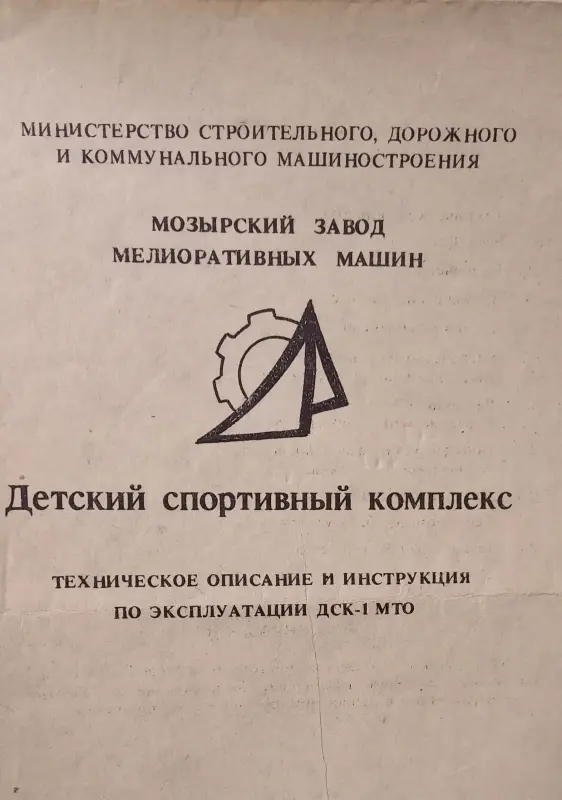 МИНИСТЕРСТВО СТРОИТЕЛЬНОГО, ДОРОЖНОГО
И КОММУНАЛЬНОГО МАШИНОСТРОЕНИЯ
МОЗЫРСКИЙ ЗАВОД
МЕЛИОРАТИВНЫХ МАШИН
Детский спортивный комплекс
ТЕХНИЧЕСКОЕ ОПИСАНИЕ И ИНСТРУКЦИЯ
ПО ЭКСПЛУАТАЦИИ ДСК-1 МТО